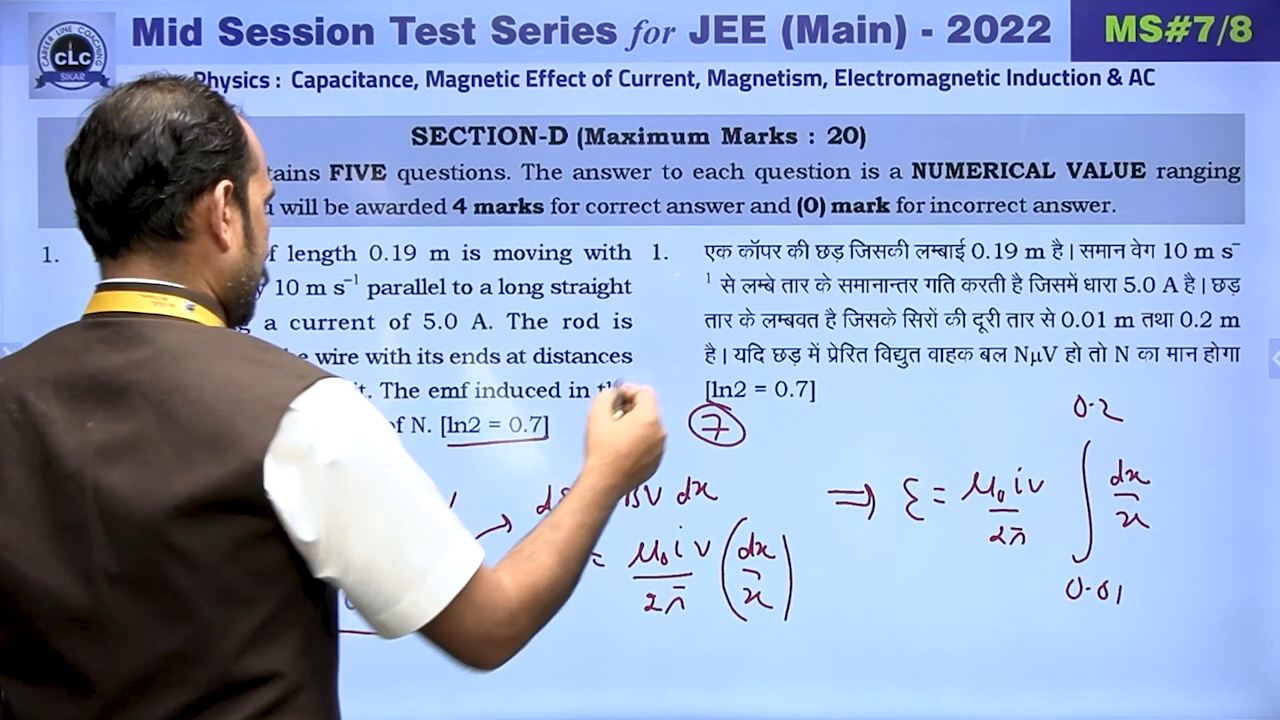 Mid Session Test Series for JEE (Main) - 2022
MS#7/8
CAREER LINE COACHING
CLC
SIKAR
Physics : Capacitance, Magnetic Effect of Current, Magnetism, Electromagnetic Induction & AC
SECTION-D (Maximum Marks : 20)
FIVE questions. The answer to each question is a NUMERICAL VALUE ranging
will be awarded 4 marks for correct answer and (0) mark for incorrect answer.
1.
length 0.19 m is moving with
10 m s⁻¹ parallel to a long straight
a current of 5.0 A. The rod is
wire with its ends at distances
The emf induced in
of N. [ln2 = 0.7]
1. एक कॉपर की छड़ जिसकी लम्बाई 0.19 m है। समान वेग 10 m s⁻
¹ से लम्बे तार के समानान्तर गति करती है जिसमें धारा 5.0 A है। छड़
तार के लम्बवत है जिसके सिरों की दूरी तार से 0.01 m तथा 0.2 m
है। यदि छड़ में प्रेरित विद्युत वाहक बल NμV हो तो N का मान होगा
[ln2 = 0.7]
7
BV dx
= μ₀iv/2π (dx/x)
⇒ ε = μ₀iv/2π ∫ dx/x
0.2
0.01